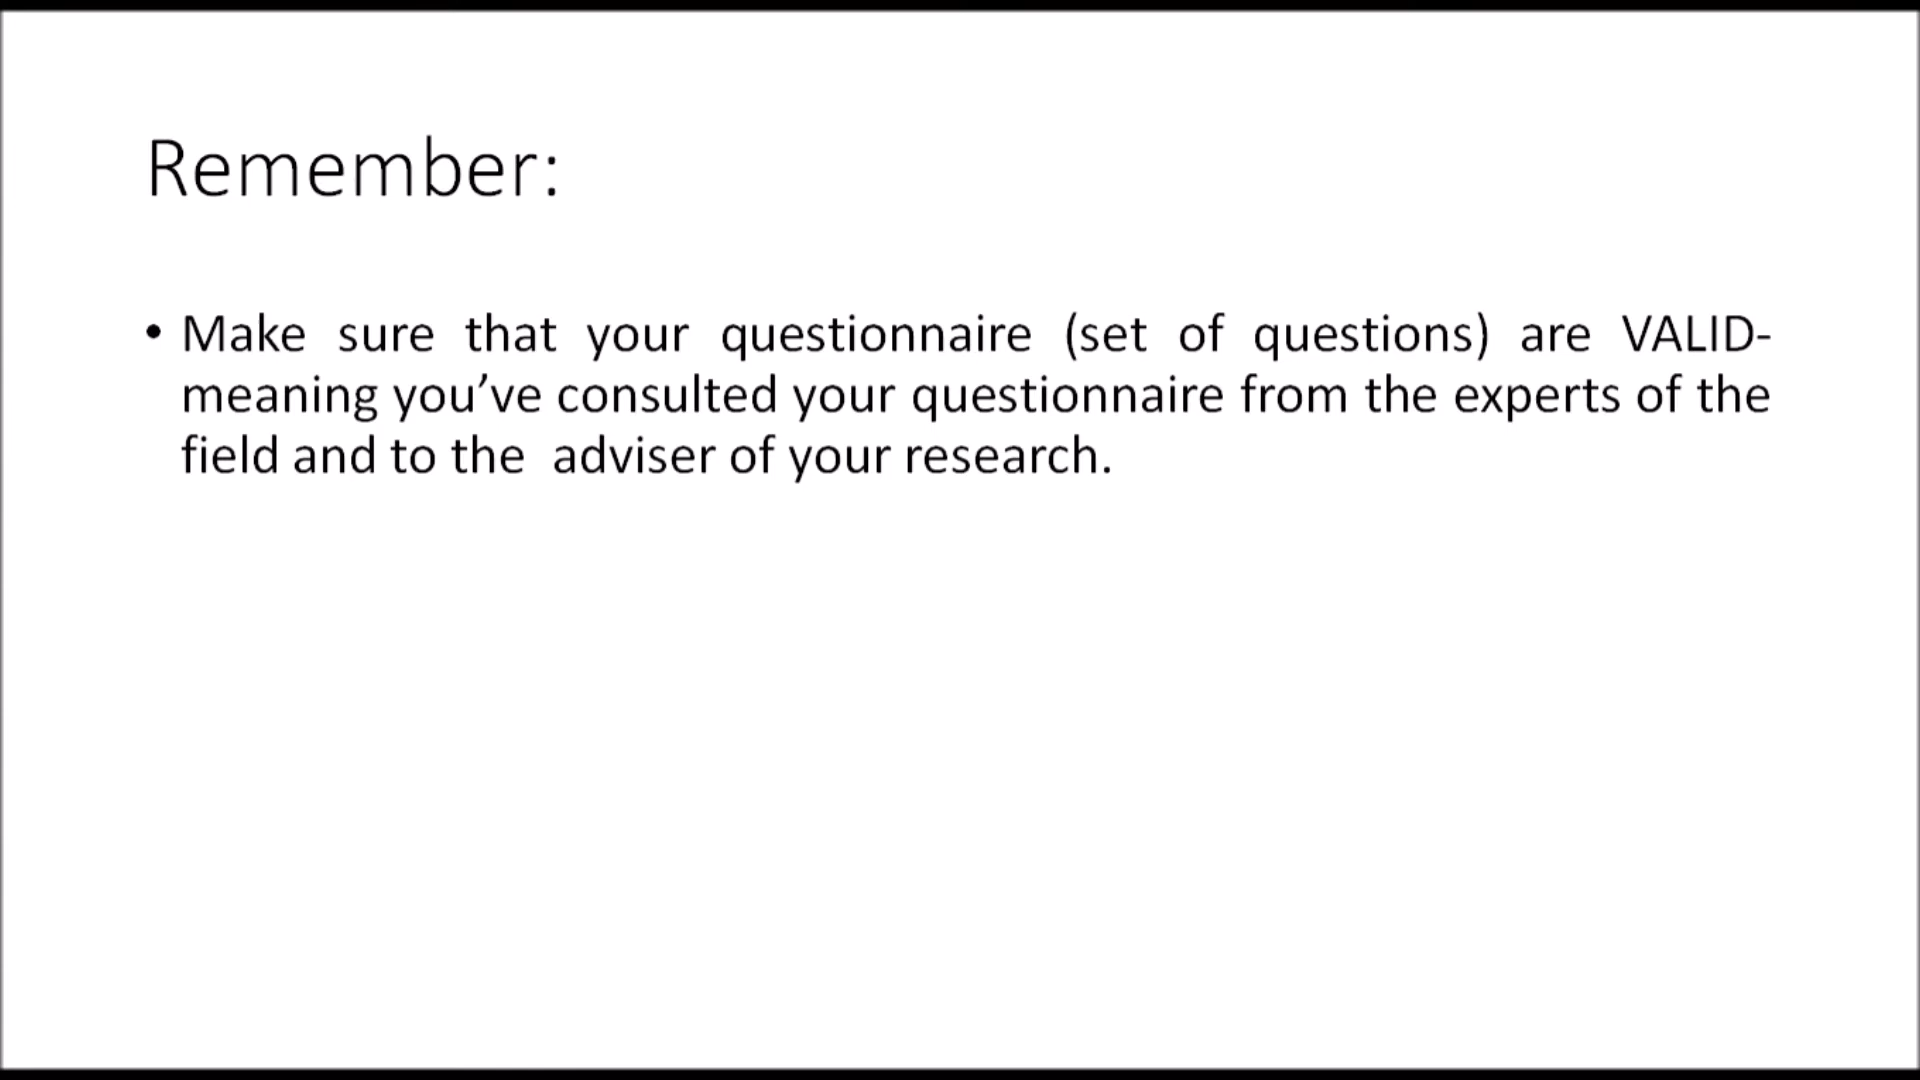 Remember:
• Make sure that your questionnaire (set of questions) are VALID-
meaning you’ve consulted your questionnaire from the experts of the
field and to the  adviser of your research.